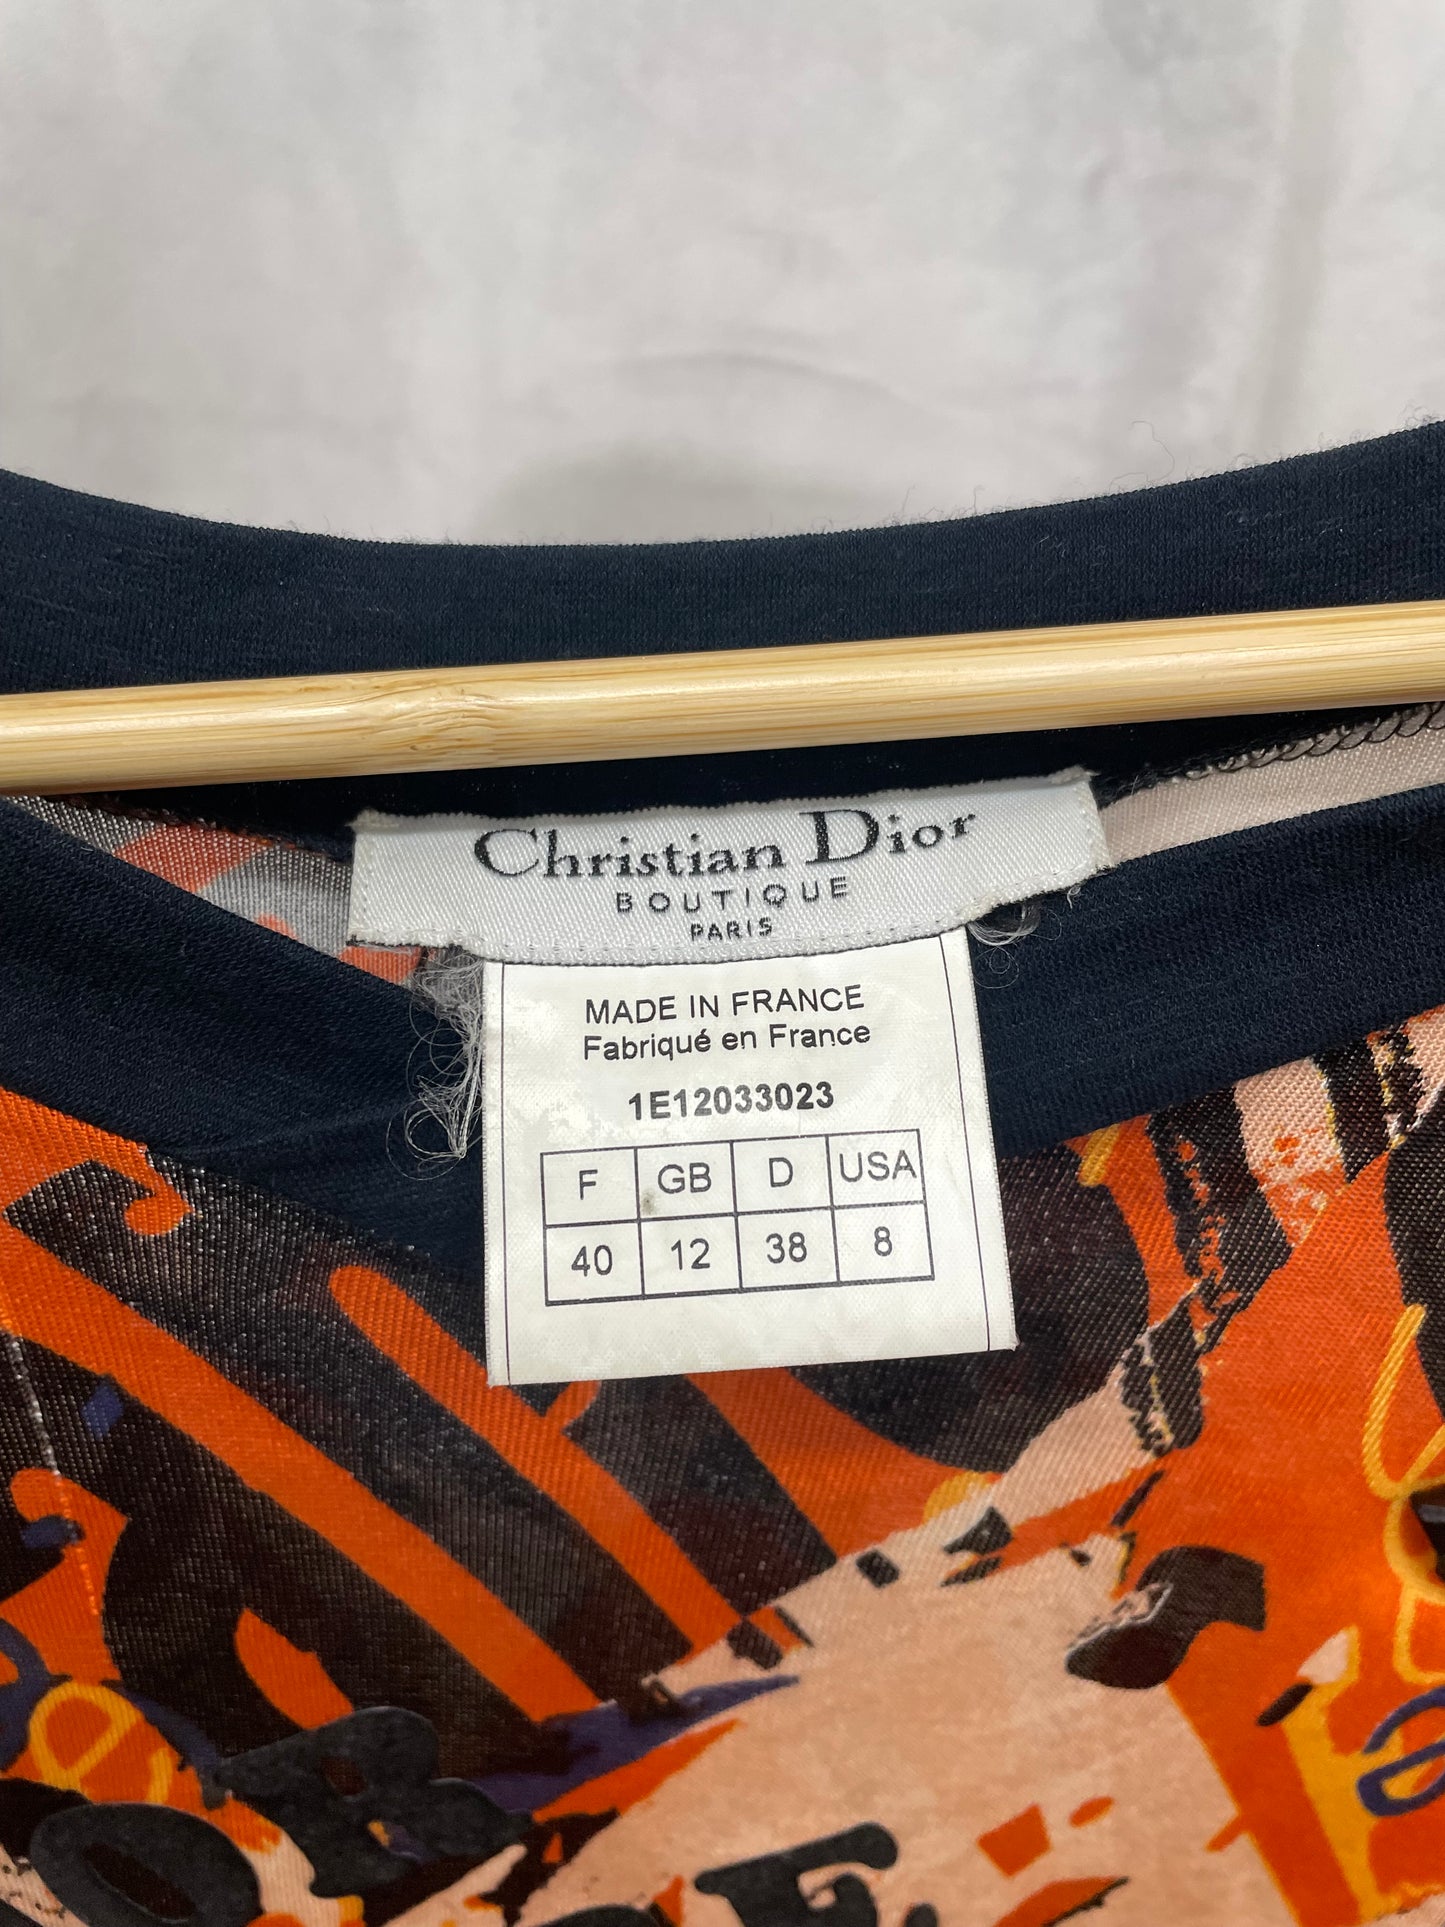 Christian Dior
BOUTIQUE
PARIS
MADE IN FRANCE
Fabriqué en France
1E12033023
F GB D USA
40 12 38 8